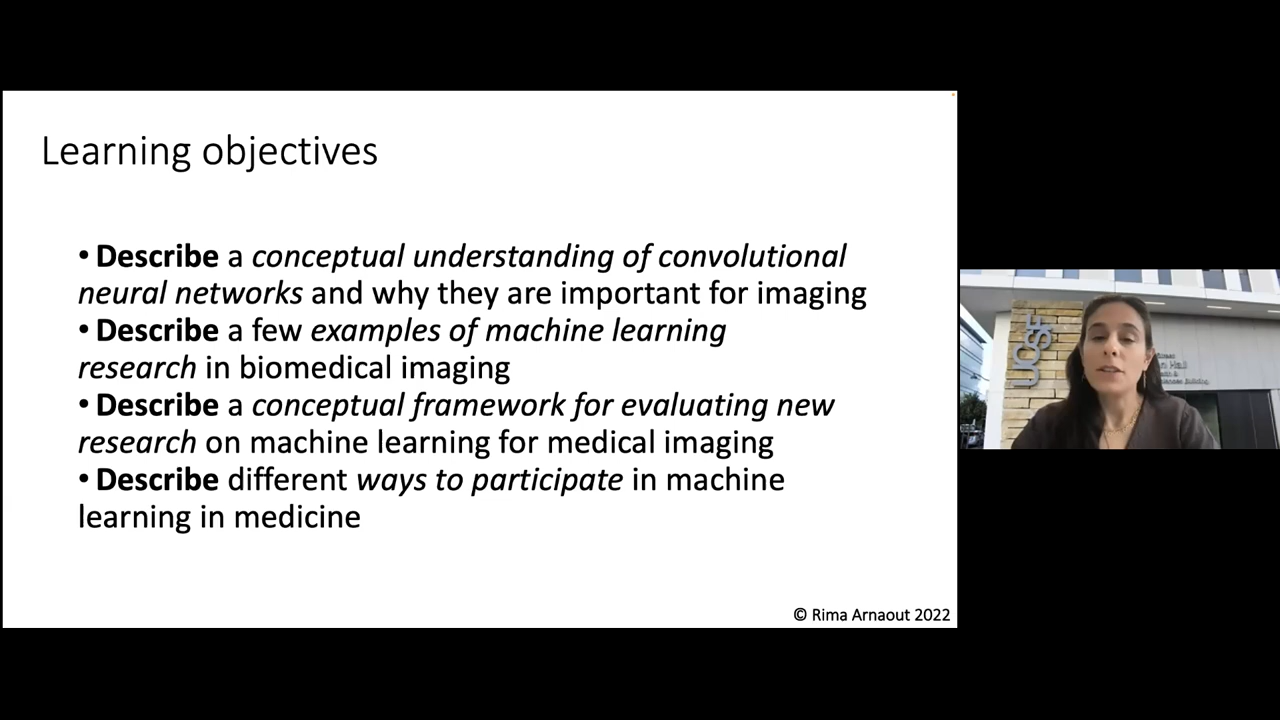 Learning objectives
• Describe a conceptual understanding of convolutional
neural networks and why they are important for imaging
• Describe a few examples of machine learning
research in biomedical imaging
• Describe a conceptual framework for evaluating new
research on machine learning for medical imaging
• Describe different ways to participate in machine
learning in medicine
© Rima Arnaout 2022
UCSF
Hall
Building